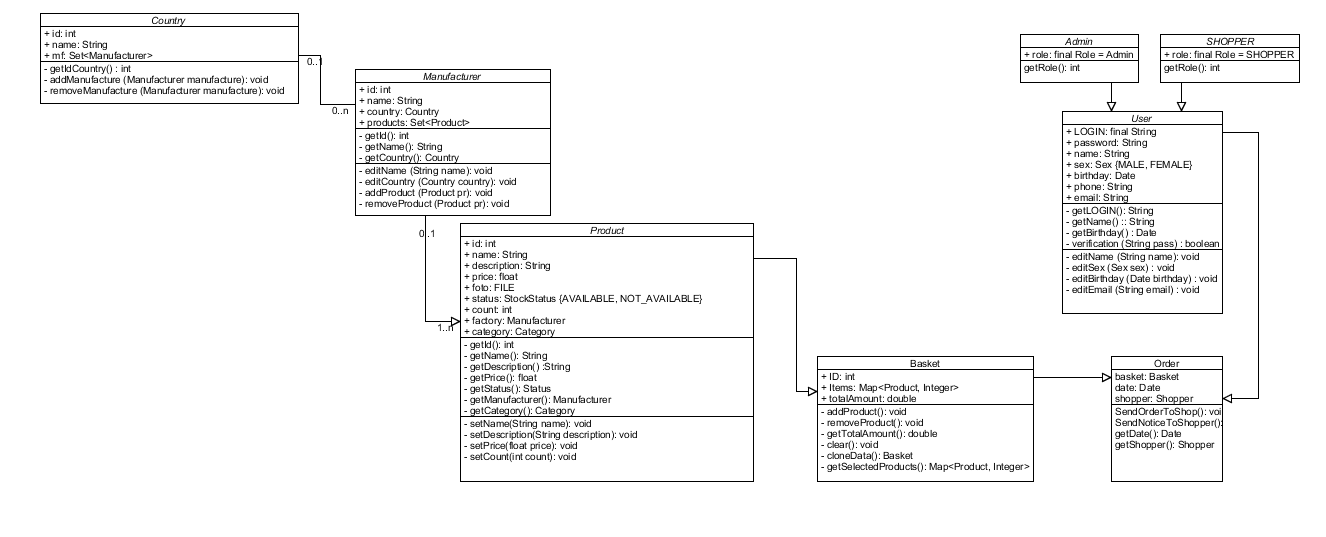 Country
+ id: int
+ name: String
+ mf: Set<Manufacturer>
- getIdCountry() : int
- addManufacture (Manufacturer manufacture): void
- removeManufacture (Manufacturer manufacture): void
0..1
0..n
Manufacturer
+ id: int
+ name: String
+ country: Country
+ products: Set<Product>
- getId(): int
- getName(): String
- getCountry(): Country
- editName (String name): void
- editCountry (Country country): void
- addProduct (Product pr): void
- removeProduct (Product pr): void
0..1
1..n
Product
+ id: int
+ name: String
+ description: String
+ price: float
+ foto: FILE
+ status: StockStatus {AVAILABLE, NOT_AVAILABLE}
+ count: int
+ factory: Manufacturer
+ category: Category
- getId(): int
- getName(): String
- getDescription() :String
- getPrice(): float
- getStatus(): Status
- getManufacturer(): Manufacturer
- getCategory(): Category
- setName(String name): void
- setDescription(String description): void
- setPrice(float price): void
- setCount(int count): void
Basket
+ ID: int
+ Items: Map<Product, Integer>
+ totalAmount: double
- addProduct(): void
- removeProduct(): void
- getTotalAmount(): double
- clear(): void
- cloneData(): Basket
- getSelectedProducts(): Map<Product, Integer>
Admin
+ role: final Role = Admin
getRole(): int
SHOPPER
+ role: final Role = SHOPPER
getRole(): int
User
+ LOGIN: final String
+ password: String
+ name: String
+ sex: Sex {MALE, FEMALE}
+ birthday: Date
+ phone: String
+ email: String
- getLOGIN(): String
- getName() :: String
- getBirthday() : Date
- verification (String pass) : boolean
- editName (String name): void
- editSex (Sex sex) : void
- editBirthday (Date birthday) : void
- editEmail (String email) : void
Order
basket: Basket
date: Date
shopper: Shopper
SendOrderToShop(): voi
SendNoticeToShopper():
getDate(): Date
getShopper(): Shopper